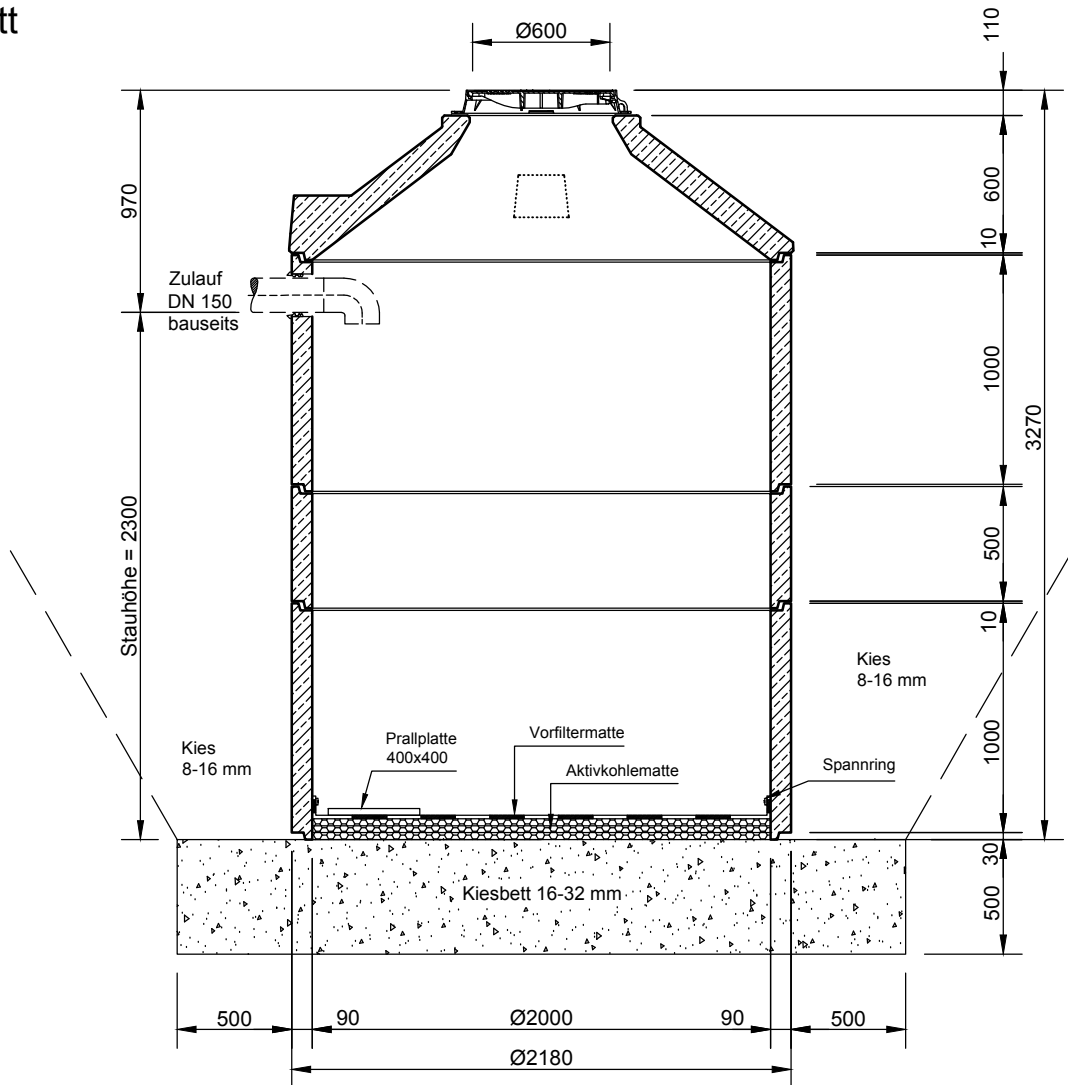 tt
Ø600
110
970
600
10
Zulauf
DN 150
bauseits
1000
3270
500
Stauhöhe = 2300
10
Kies
8-16 mm
1000
Kies
8-16 mm
Prallplatte
400x400
Vorfiltermatte
Aktivkohlematte
Spannring
30
Kiesbett 16-32 mm
500
500
90
Ø2000
90
500
Ø2180